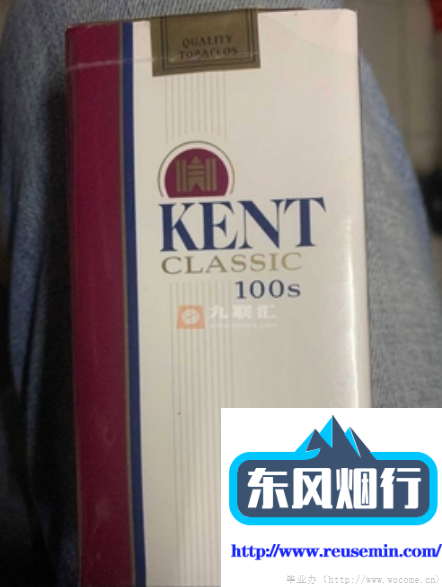 QUALITY
TOBACCOS
KENT
CLASSIC
100s
九联汇
东风烟行
http://www.reusemin.com/
毕业办 (http://www.wocome.cn)